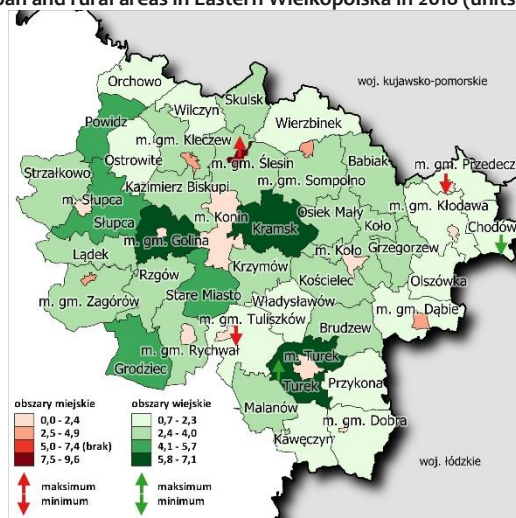 and rural areas in Eastern Wielkopolska in 2018 (units
Orchowo
woj. kujawsko-pomorskie
Skulsk
Wilczyn
Powidz
Wierzbinek
m. gm. Kleczew
Ostrowite
m. gm. Ślesin
Babiak
m. gm. Przedecz
Strzałkowo
Kazimierz Biskupi
m. gm. Sompolno
m. Słupca
m. gm. Kłodawa
Słupca
m. Konin
Osiek Mały
Koło
Chodów
Kramsk
m. gm. Golina
m. Koło
Grzegorzew
Lądek
Krzymów
Rzgów
Kościelec
Olszówka
Stare Miasto
m. gm. Zagórów
Władysławów
m. gm. Tuliszków
m. gm. Dąbie
Brudzew
m. gm. Rychwał
Grodziec
m. Turek
Turek
Przykona
Malanów
m. gm. Dobra
Kawęczyn
woj. łódzkie
obszary miejskie
0,0 - 2,4
2,5 - 4,9
5,0 - 7,4 (brak)
7,5 - 9,6
maksimum
minimum
obszary wiejskie
0,7 - 2,3
2,4 - 4,0
4,1 - 5,7
5,8 - 7,1
maksimum
minimum